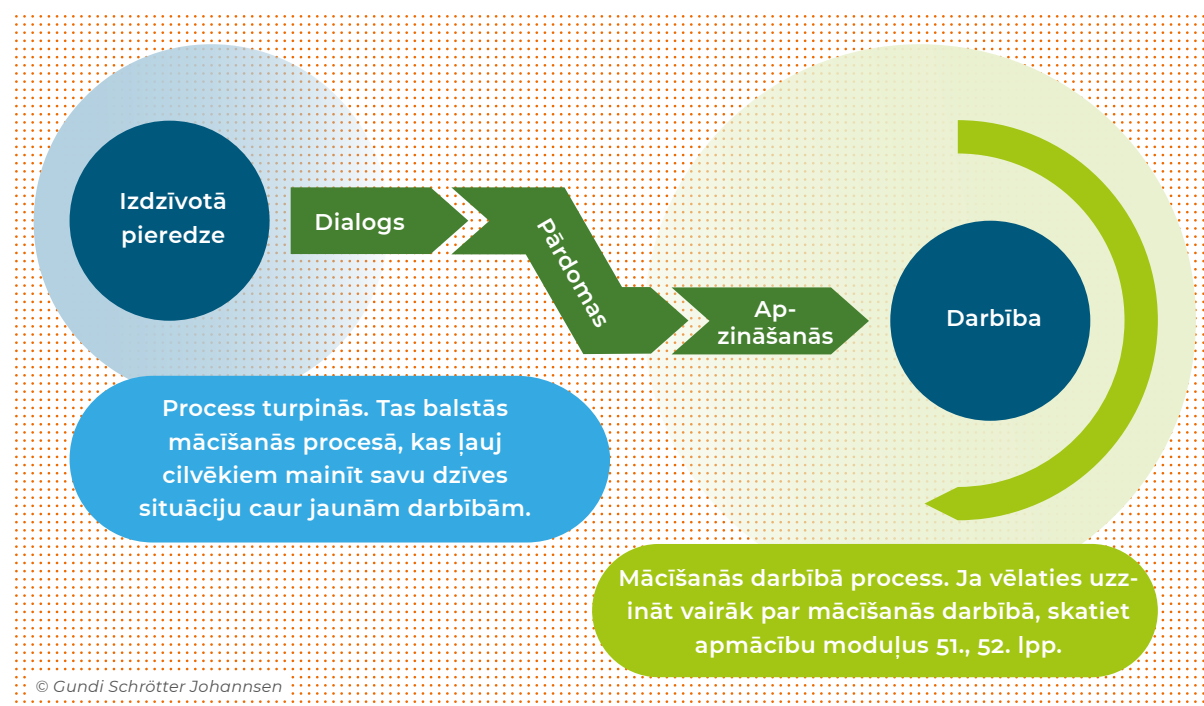 Izdzīvotā
pieredze
Dialogs
Pārdomas
Ap-
zināšanās
Darbība
Process turpinās. Tas balstās
mācīšanās procesā, kas ļauj
cilvēkiem mainīt savu dzīves
situāciju caur jaunām darbībām.
Mācīšanās darbībā process. Ja vēlaties uzz-
ināt vairāk par mācīšanās darbībā, skatiet
apmācību moduļus 51., 52. lpp.
© Gundi Schrötter Johannsen